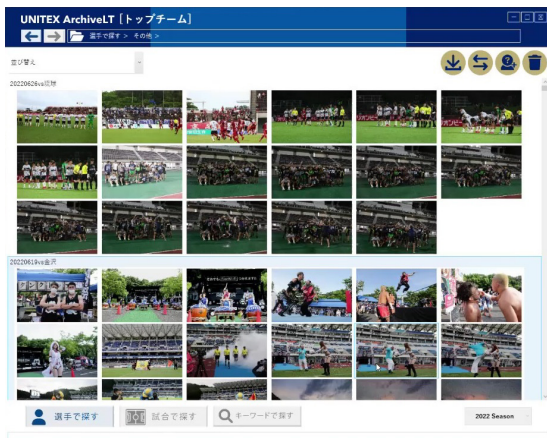 UNITEX ArchiveLT [トップチーム]
選手で探す > その他 >
並び替え
20220626vs琉球
20220619vs金沢
選手で探す
試合で探す
キーワードで探す
2022 Season